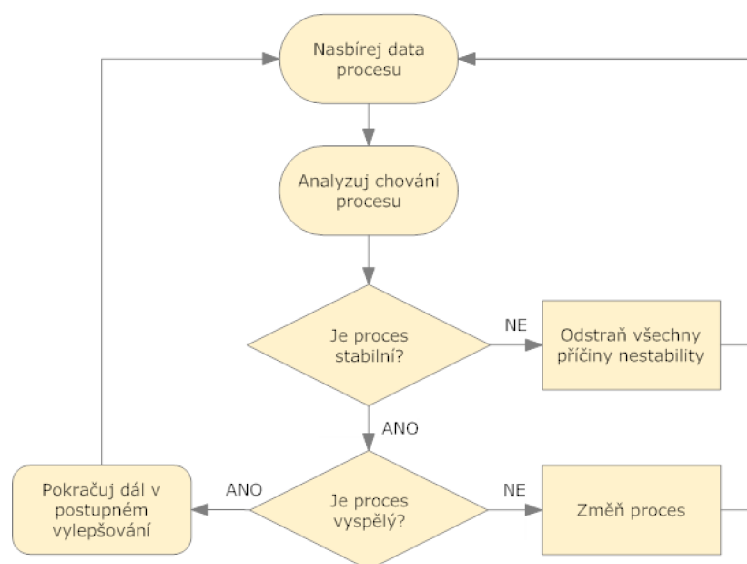 Nasbírej data
procesu
Analyzuj chování
procesu
Je proces
stabilní?
NE
Odstraň všechny
příčiny nestability
ANO
Pokračuj dál v
postupném
vylepšování
ANO
Je proces
vyspělý?
NE
Změň proces